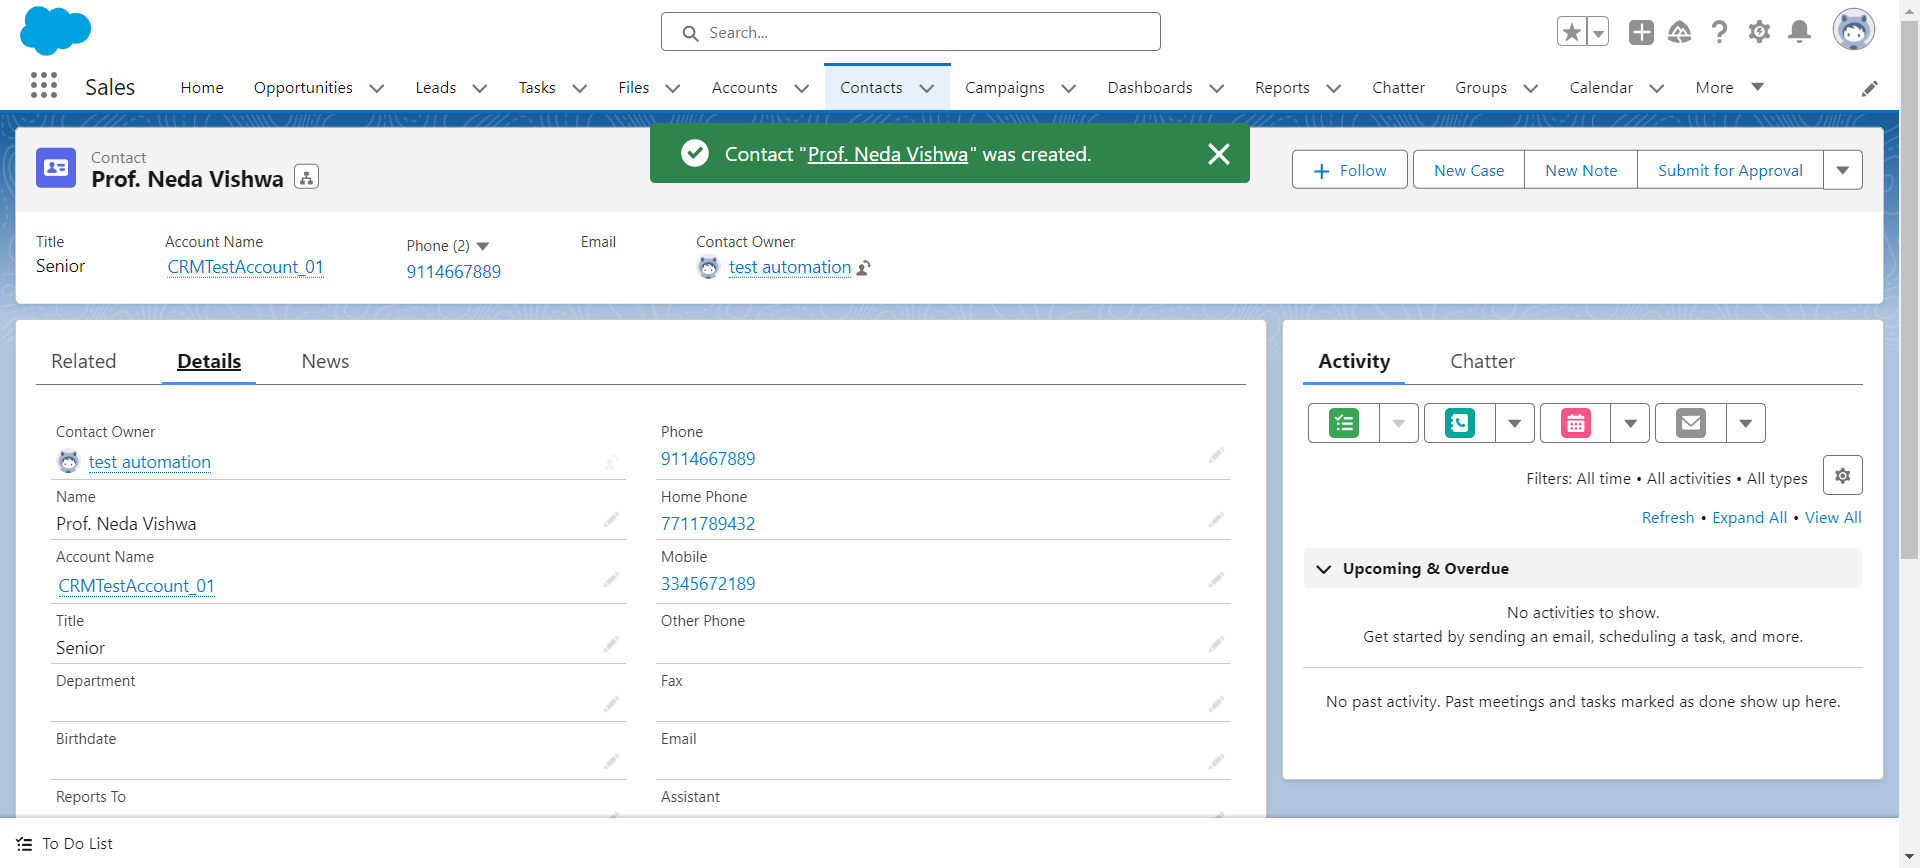 Search...
Sales
Home
Opportunities
Leads
Tasks
Files
Accounts
Contacts
Campaigns
Dashboards
Reports
Chatter
Groups
Calendar
More
Contact "Prof. Neda Vishwa" was created.
Contact
Prof. Neda Vishwa
Follow
New Case
New Note
Submit for Approval
Title
Senior
Account Name
CRMTestAccount_01
Phone (2)
9114667889
Email
Contact Owner
test automation
Related
Details
News
Contact Owner
test automation
Name
Prof. Neda Vishwa
Account Name
CRMTestAccount_01
Title
Senior
Department
Birthdate
Reports To
Phone
9114667889
Home Phone
7711789432
Mobile
3345672189
Other Phone
Fax
Email
Assistant
Activity
Chatter
Filters: All time • All activities • All types
Refresh • Expand All • View All
Upcoming & Overdue
No activities to show.
Get started by sending an email, scheduling a task, and more.
No past activity. Past meetings and tasks marked as done show up here.
To Do List